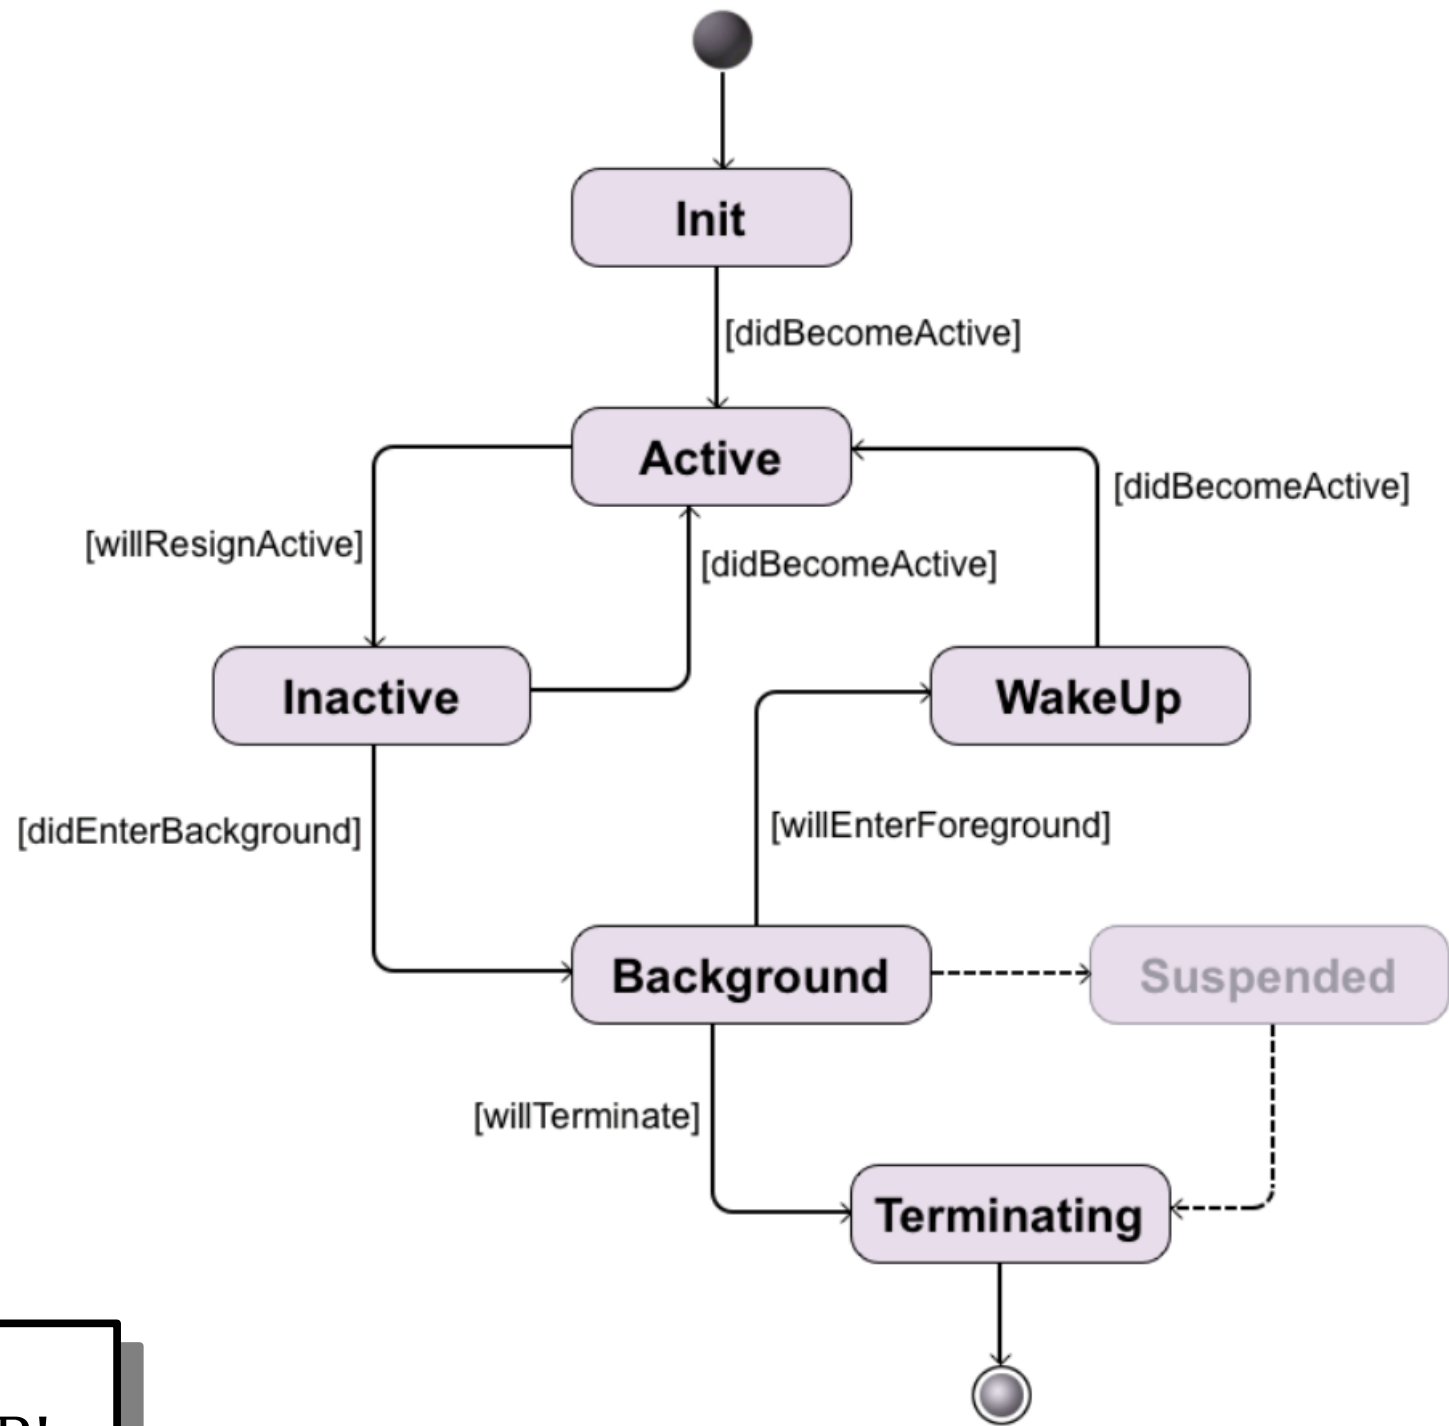 Init
[didBecomeActive]
Active
[didBecomeActive]
[willResignActive]
[didBecomeActive]
Inactive
WakeUp
[didEnterBackground]
[willEnterForeground]
Background
Suspended
[willTerminate]
Terminating